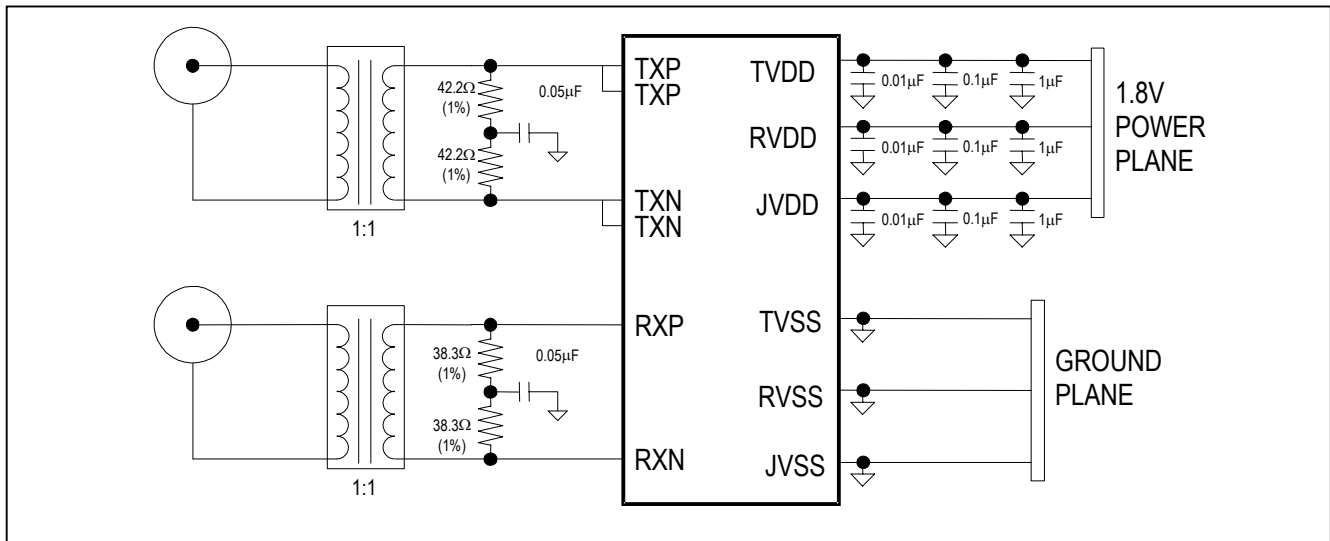 42.2Ω
(1%)
0.05µF
42.2Ω
(1%)
1:1
TXP
TXP
TXN
TXN
38.3Ω
(1%)
0.05µF
38.3Ω
(1%)
1:1
RXP
RXN
TVDD
RVDD
JVDD
TVSS
RVSS
JVSS
0.01µF
0.1µF
1µF
0.01µF
0.1µF
1µF
0.01µF
0.1µF
1µF
1.8V
POWER
PLANE
GROUND
PLANE